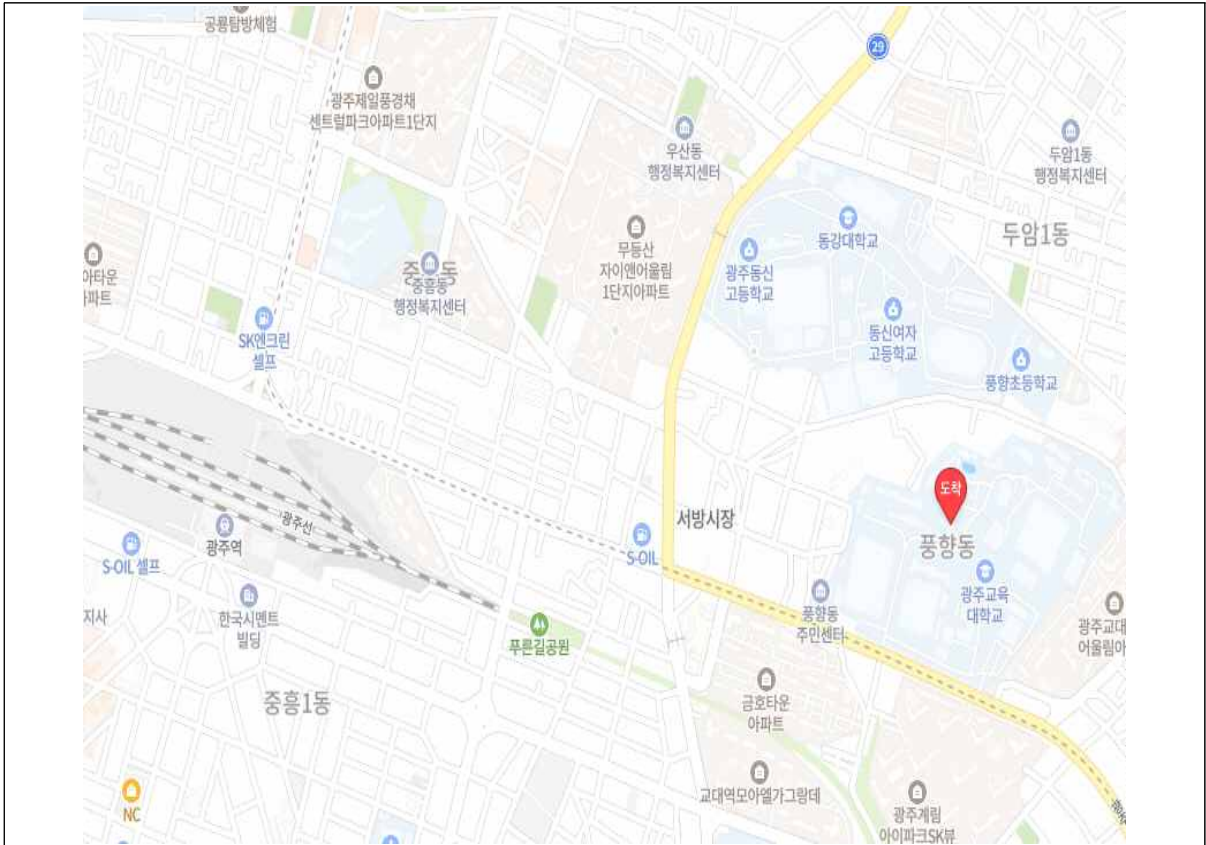 공룡탐방체험
29
광주제일풍경채
센트럴파크아파트1단지
우산동
행정복지센터
두암1동
행정복지센터
두암1동
동강대학교
무등산
자이앤어울림
1단지아파트
광주동신
고등학교
아타운
파트
중흥동
행정복지센터
동신여자
고등학교
SK엔크린
셀프
풍향초등학교
도착
서방시장
광주선
광주역
S-OIL
풍향동
S-OIL 셀프
광주교육
대학교
지사
한국시멘트
빌딩
풍향동
주민센터
광주교대
어울림아
푸른길공원
중흥1동
금호타운
아파트
교대역모아엘가그랑데
NC
광주계림
아이파크SK뷰